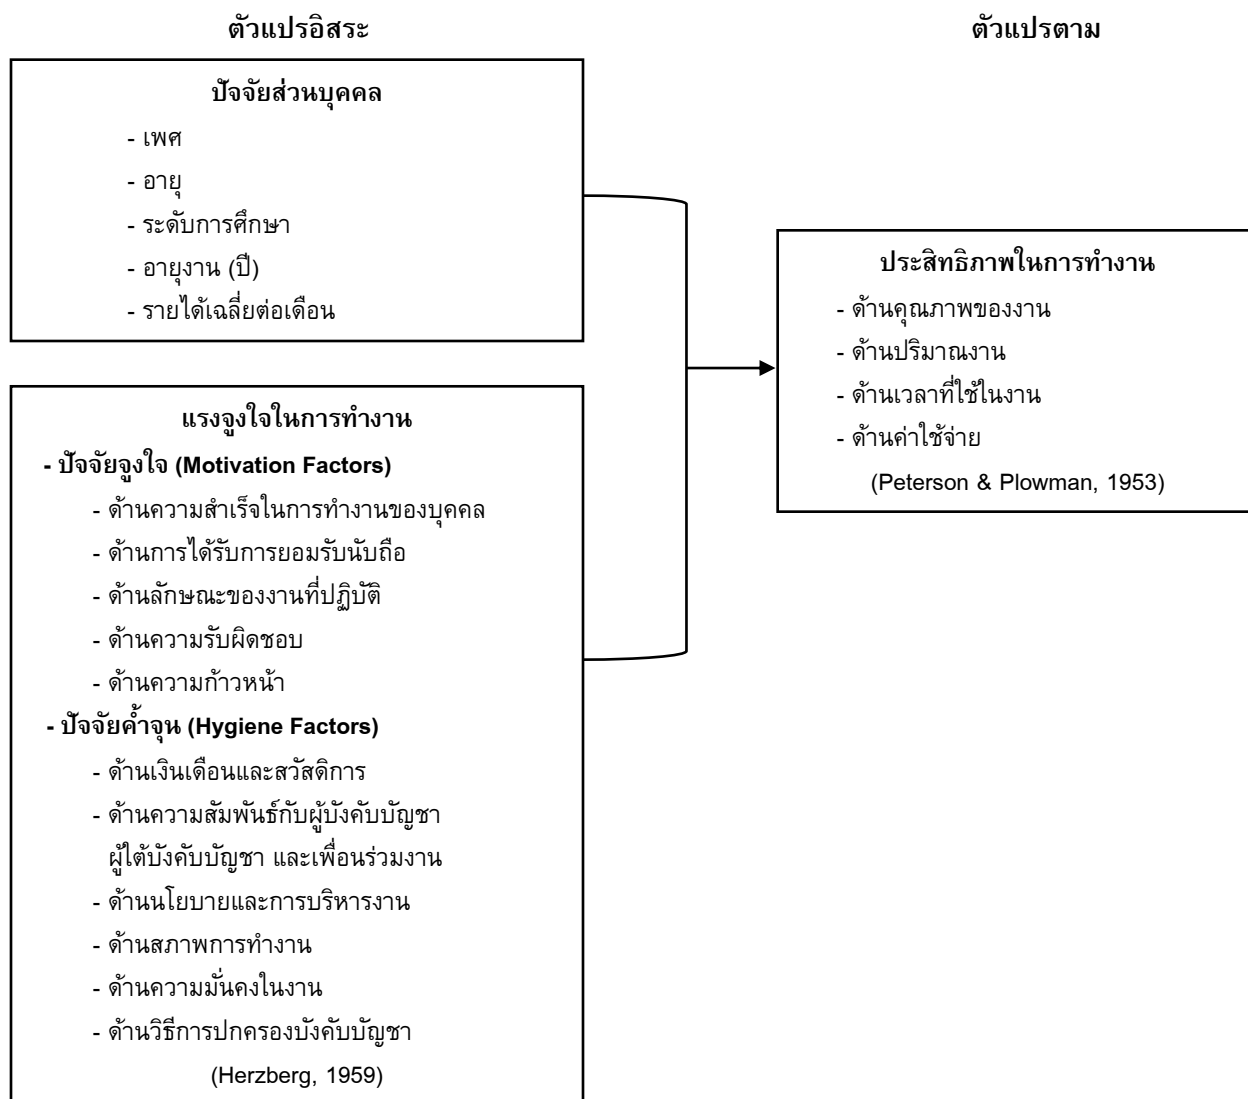 ตัวแปรอิสระ
ปัจจัยส่วนบุคคล
- เพศ
- อายุ
- ระดับการศึกษา
- อายุงาน (ปี)
- รายได้เฉลี่ยต่อเดือน
แรงจูงใจในการทำงาน
- ปัจจัยจูงใจ (Motivation Factors)
- ด้านความสำเร็จในการทำงานของบุคคล
- ด้านการได้รับการยอมรับนับถือ
- ด้านลักษณะของงานที่ปฏิบัติ
- ด้านความรับผิดชอบ
- ด้านความก้าวหน้า
- ปัจจัยค้ำจุน (Hygiene Factors)
- ด้านเงินเดือนและสวัสดิการ
- ด้านความสัมพันธ์กับผู้บังคับบัญชา
ผู้ใต้บังคับบัญชา และเพื่อนร่วมงาน
- ด้านนโยบายและการบริหารงาน
- ด้านสภาพการทำงาน
- ด้านความมั่นคงในงาน
- ด้านวิธีการปกครองบังคับบัญชา
(Herzberg, 1959)
ตัวแปรตาม
ประสิทธิภาพในการทำงาน
- ด้านคุณภาพของงาน
- ด้านปริมาณงาน
- ด้านเวลาที่ใช้ในงาน
- ด้านค่าใช้จ่าย
(Peterson & Plowman, 1953)